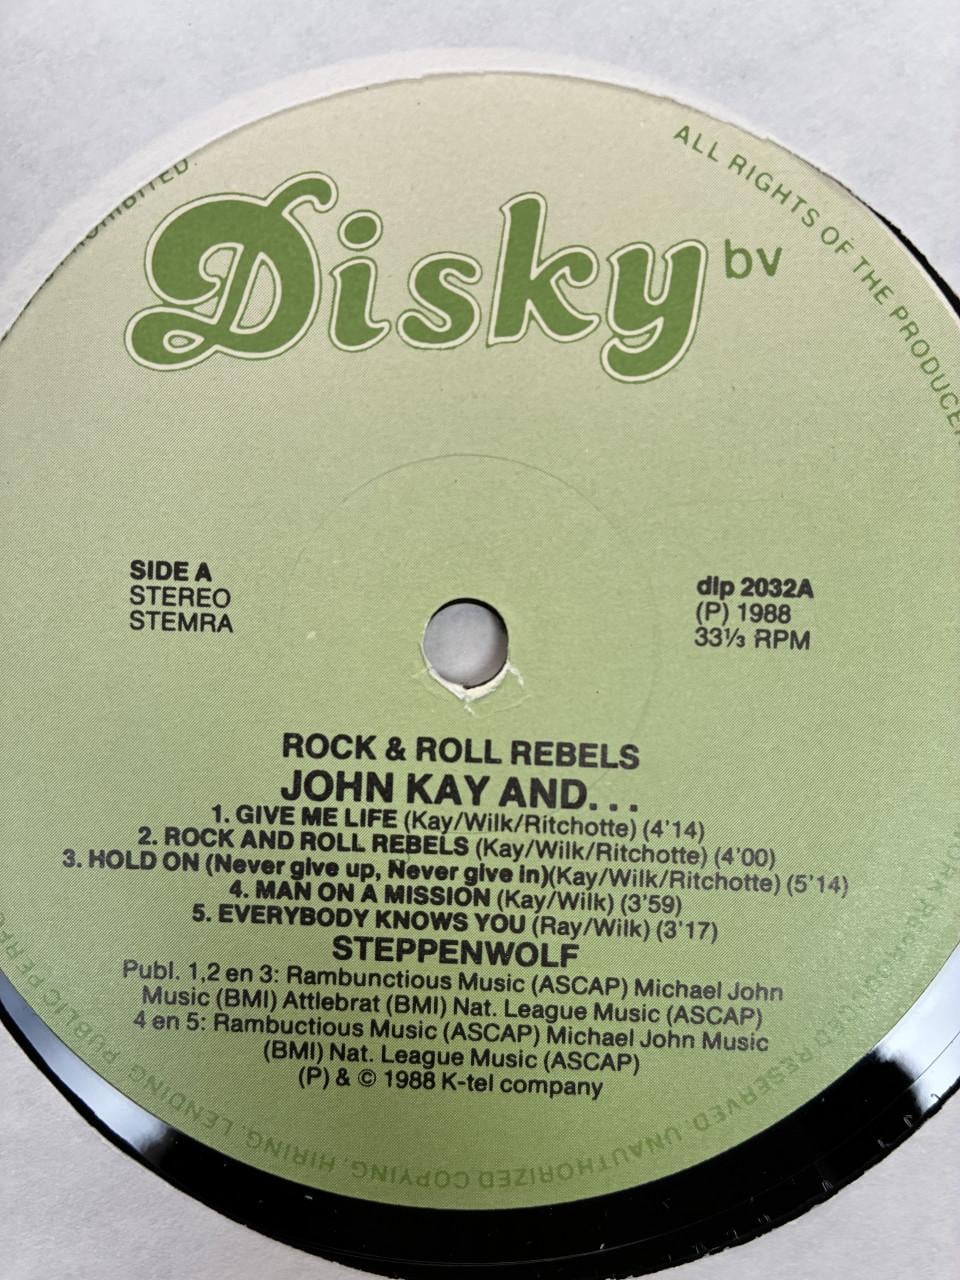 Disky bv
ALL RIGHTS OF THE PRODUCER
SIDE A
STEREO
STEMRA
dlp 2032A
(P) 1988
33⅓ RPM
ROCK & ROLL REBELS
JOHN KAY AND...
1. GIVE ME LIFE (Kay/Wilk/Ritchotte) (4'14)
2. ROCK AND ROLL REBELS (Kay/Wilk/Ritchotte) (4'00)
3. HOLD ON (Never give up, Never give in)(Kay/Wilk/Ritchotte) (5'14)
4. MAN ON A MISSION (Kay/Wilk) (3'59)
5. EVERYBODY KNOWS YOU (Ray/Wilk) (3'17)
STEPPENWOLF
Publ. 1,2 en 3: Rambunctious Music (ASCAP) Michael John
Music (BMI) Attlebrat (BMI) Nat. League Music (ASCAP)
4 en 5: Rambuctious Music (ASCAP) Michael John Music
(BMI) Nat. League Music (ASCAP)
(P) & © 1988 K-tel company
RESERVED. UNAUTHORIZED COPYING, HIRING, LENDING, PUBLIC